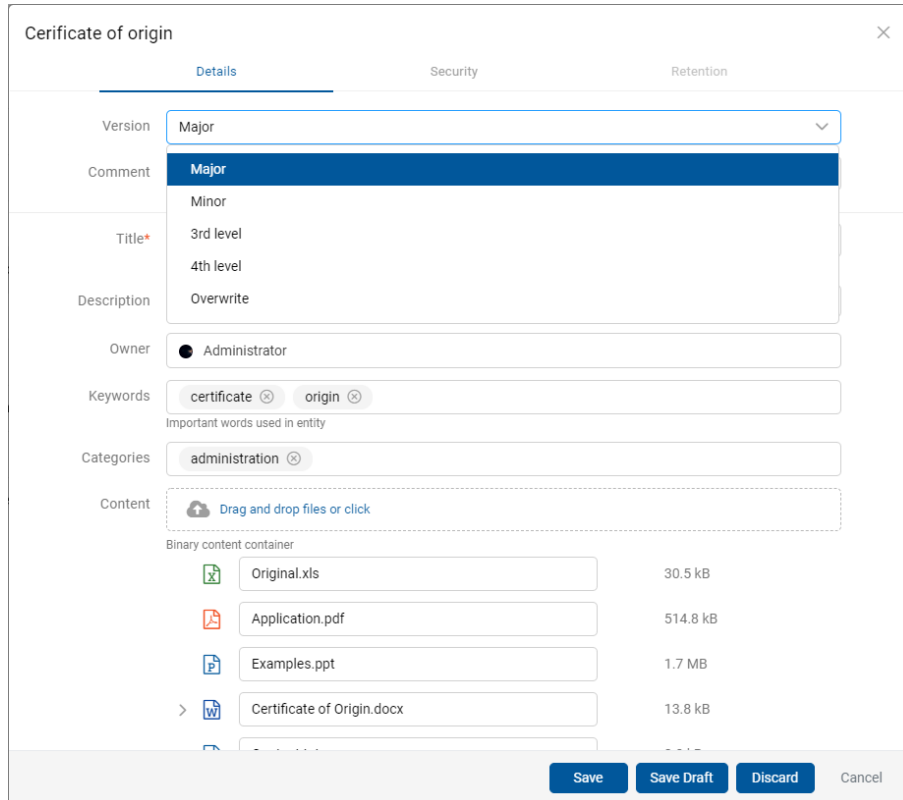 Cerificate of origin
Details Security Retention
Version Major
Comment Major
Minor
Title* 3rd level
4th level
Description Overwrite
Owner Administrator
Keywords certificate origin
Important words used in entity
Categories administration
Content Drag and drop files or click
Binary content container
Original.xls 30.5 kB
Application.pdf 514.8 kB
Examples.ppt 1.7 MB
Certificate of Origin.docx 13.8 kB
Save Save Draft Discard Cancel